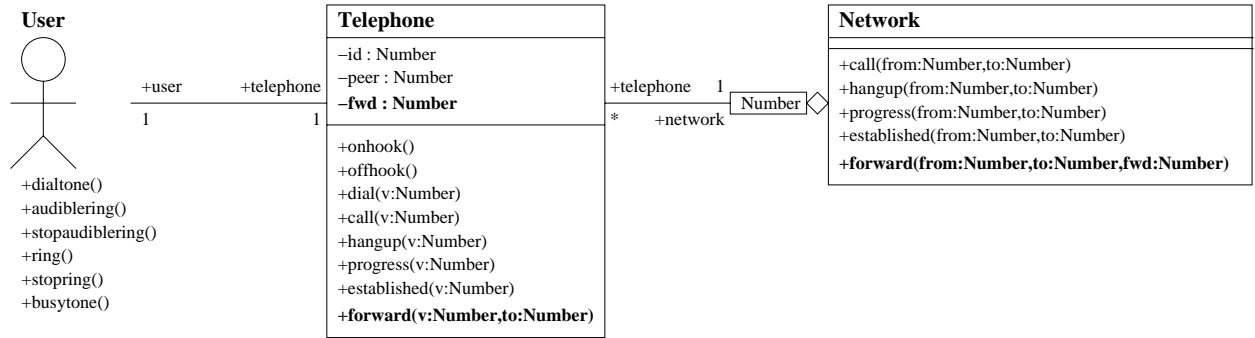 User
+dialtone()
+audiblering()
+stopaudiblering()
+ring()
+stopring()
+busytone()
+user +telephone
1 1
Telephone
−id : Number
−peer : Number
−fwd : Number
+onhook()
+offhook()
+dial(v:Number)
+call(v:Number)
+hangup(v:Number)
+progress(v:Number)
+established(v:Number)
+forward(v:Number,to:Number)
+telephone 1
* +network
Number
Network
+call(from:Number,to:Number)
+hangup(from:Number,to:Number)
+progress(from:Number,to:Number)
+established(from:Number,to:Number)
+forward(from:Number,to:Number,fwd:Number)